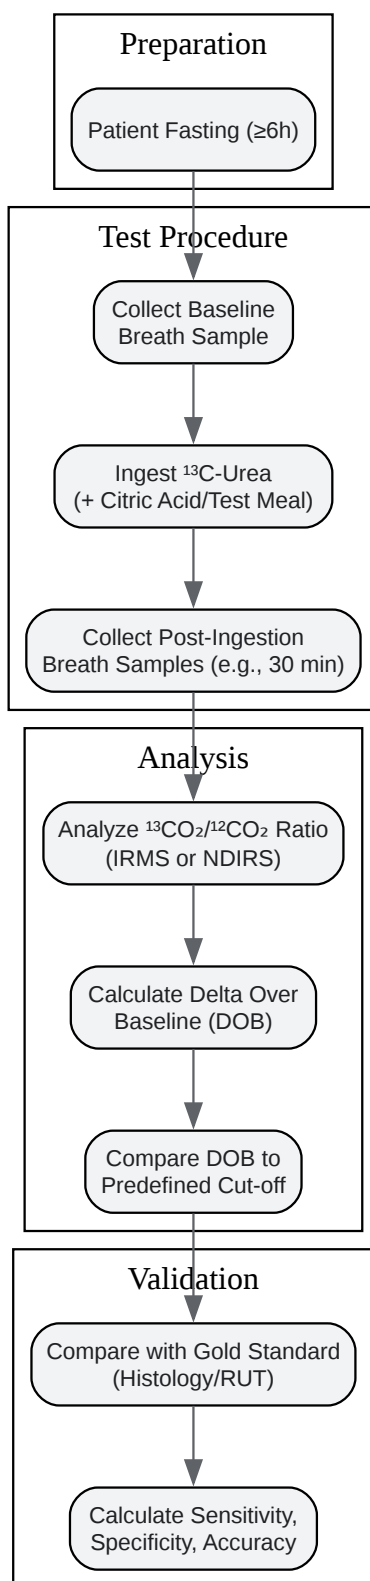 Preparation
Patient Fasting (≥6h)
Test Procedure
Collect Baseline
Breath Sample
Ingest ¹³C-Urea
(+ Citric Acid/Test Meal)
Collect Post-Ingestion
Breath Samples (e.g., 30 min)
Analysis
Analyze ¹³CO₂/¹²CO₂ Ratio
(IRMS or NDIRS)
Calculate Delta Over
Baseline (DOB)
Compare DOB to
Predefined Cut-off
Validation
Compare with Gold Standard
(Histology/RUT)
Calculate Sensitivity,
Specificity, Accuracy